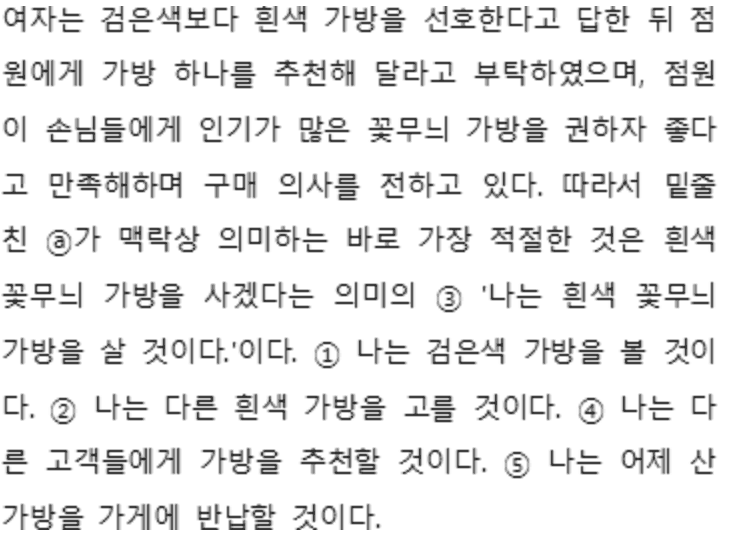 여자는 검은색보다 흰색 가방을 선호한다고 답한 뒤 점
원에게 가방 하나를 추천해 달라고 부탁하였으며, 점원
이 손님들에게 인기가 많은 꽃무늬 가방을 권하자 좋다
고 만족해하며 구매 의사를 전하고 있다. 따라서 밑줄
친 ⓐ가 맥락상 의미하는 바로 가장 적절한 것은 흰색
꽃무늬 가방을 사겠다는 의미의 ③ '나는 흰색 꽃무늬
가방을 살 것이다.'이다. ① 나는 검은색 가방을 볼 것이
다. ② 나는 다른 흰색 가방을 고를 것이다. ④ 나는 다
른 고객들에게 가방을 추천할 것이다. ⑤ 나는 어제 산
가방을 가게에 반납할 것이다.